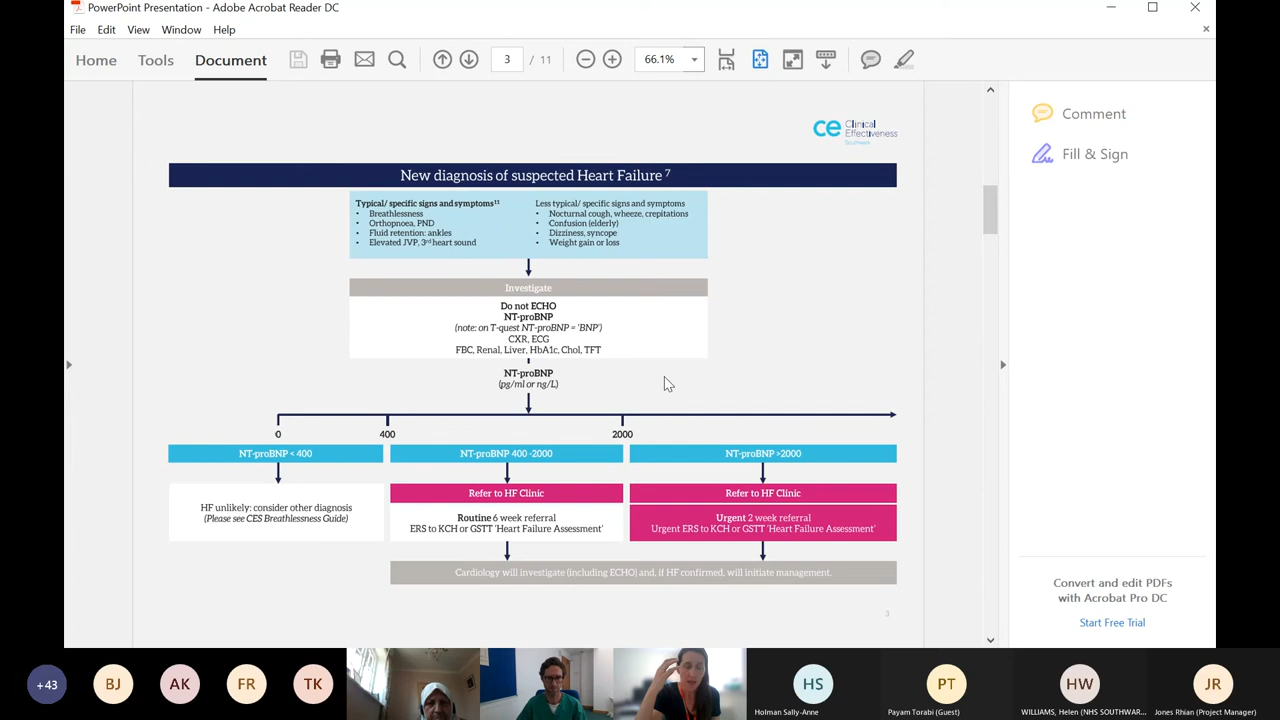 PowerPoint Presentation - Adobe Acrobat Reader DC
File Edit View Window Help
Home Tools Document 3 / 11 66.1%
Comment
Fill & Sign
ce Clinical
Effectiveness
Southwark
New diagnosis of suspected Heart Failure 7
Typical/ specific signs and symptoms11
• Breathlessness
• Orthopnoea, PND
• Fluid retention: ankles
• Elevated JVP, 3rd heart sound
Less typical/ specific signs and symptoms
• Nocturnal cough, wheeze, crepitations
• Confusion (elderly)
• Dizziness, syncope
• Weight gain or loss
Investigate
Do not ECHO
NT-proBNP
(note: on T-quest NT-proBNP = 'BNP')
CXR, ECG
FBC, Renal, Liver, HbA1c, Chol, TFT
NT-proBNP
(pg/ml or ng/L)
0 400 2000
NT-proBNP < 400
HF unlikely: consider other diagnosis
(Please see CES Breathlessness Guide)
NT-proBNP 400 -2000
Refer to HF Clinic
Routine 6 week referral
ERS to KCH or GSTT 'Heart Failure Assessment'
NT-proBNP >2000
Refer to HF Clinic
Urgent 2 week referral
Urgent ERS to KCH or GSTT 'Heart Failure Assessment'
Cardiology will investigate (including ECHO) and, if HF confirmed, will initiate management.
3
Convert and edit PDFs
with Acrobat Pro DC
Start Free Trial
+43 BJ AK FR TK HS PT HW JR
Holman Sally-Anne
Payam Torabi (Guest)
WILLIAMS, Helen (NHS SOUTHWAR...
Jones Rhian (Project Manager)